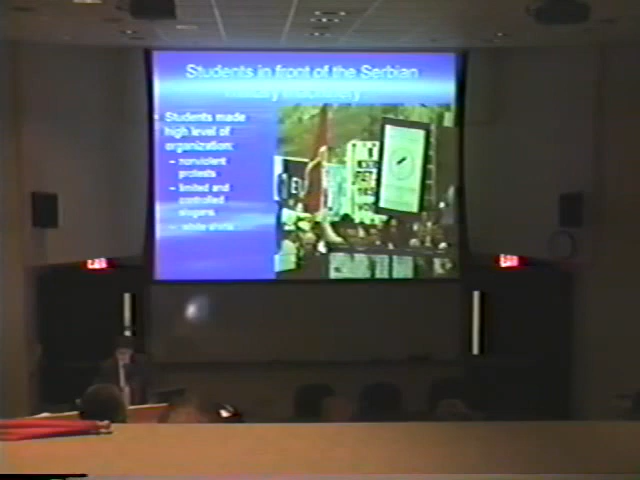 Students in front of the Serbian
Students made
high level of
organization:
– nonviolent
protests
– limited and
controlled
slogans
– white shirts
EXIT
EXIT